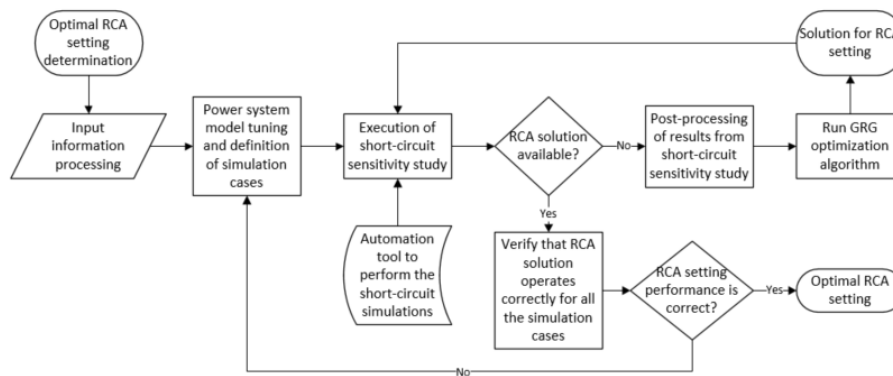 Optimal RCA
setting
determination
Input
information
processing
Power system
model tuning
and definition
of simulation
cases
Execution of
short-circuit
sensitivity study
Automation
tool to
perform the
short-circuit
simulations
RCA solution
available?
No
Yes
Post-processing
of results from
short-circuit
sensitivity study
Run GRG
optimization
algorithm
Solution for RCA
setting
Verify that RCA
solution
operates
correctly for all
the simulation
cases
RCA setting
performance is
correct?
Yes
No
Optimal RCA
setting